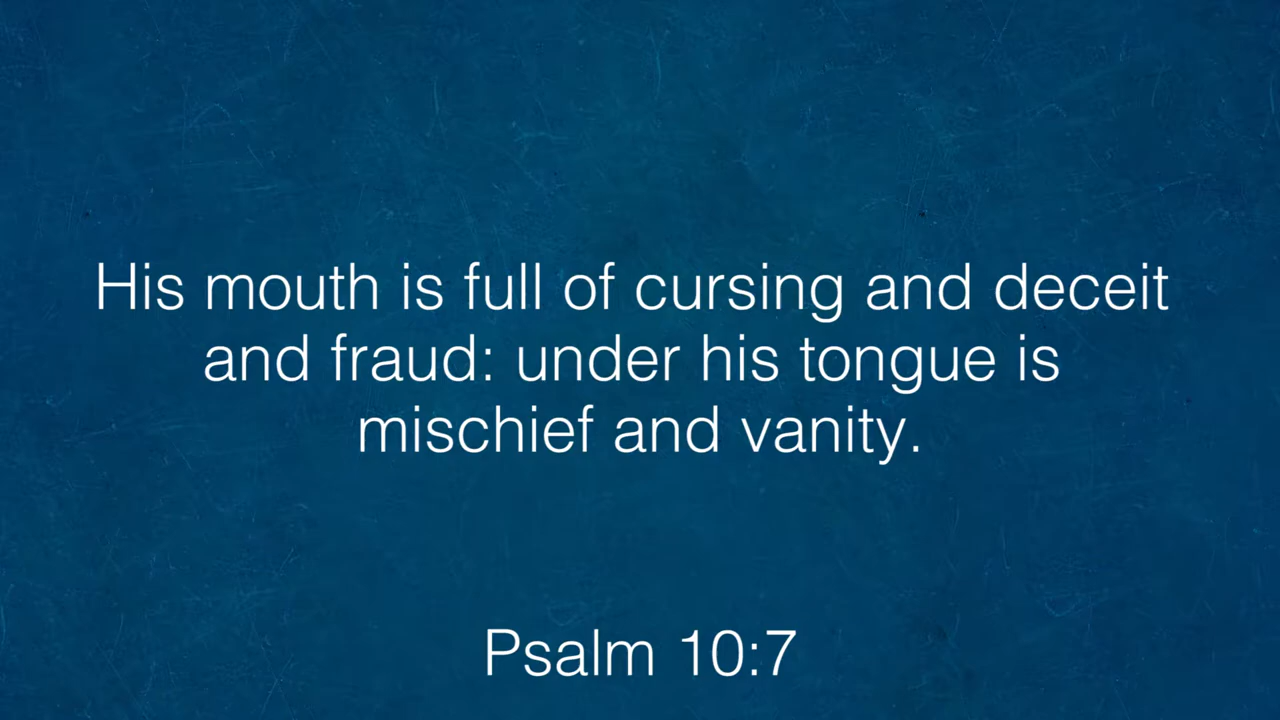 His mouth is full of cursing and deceit
and fraud: under his tongue is
mischief and vanity.
Psalm 10:7